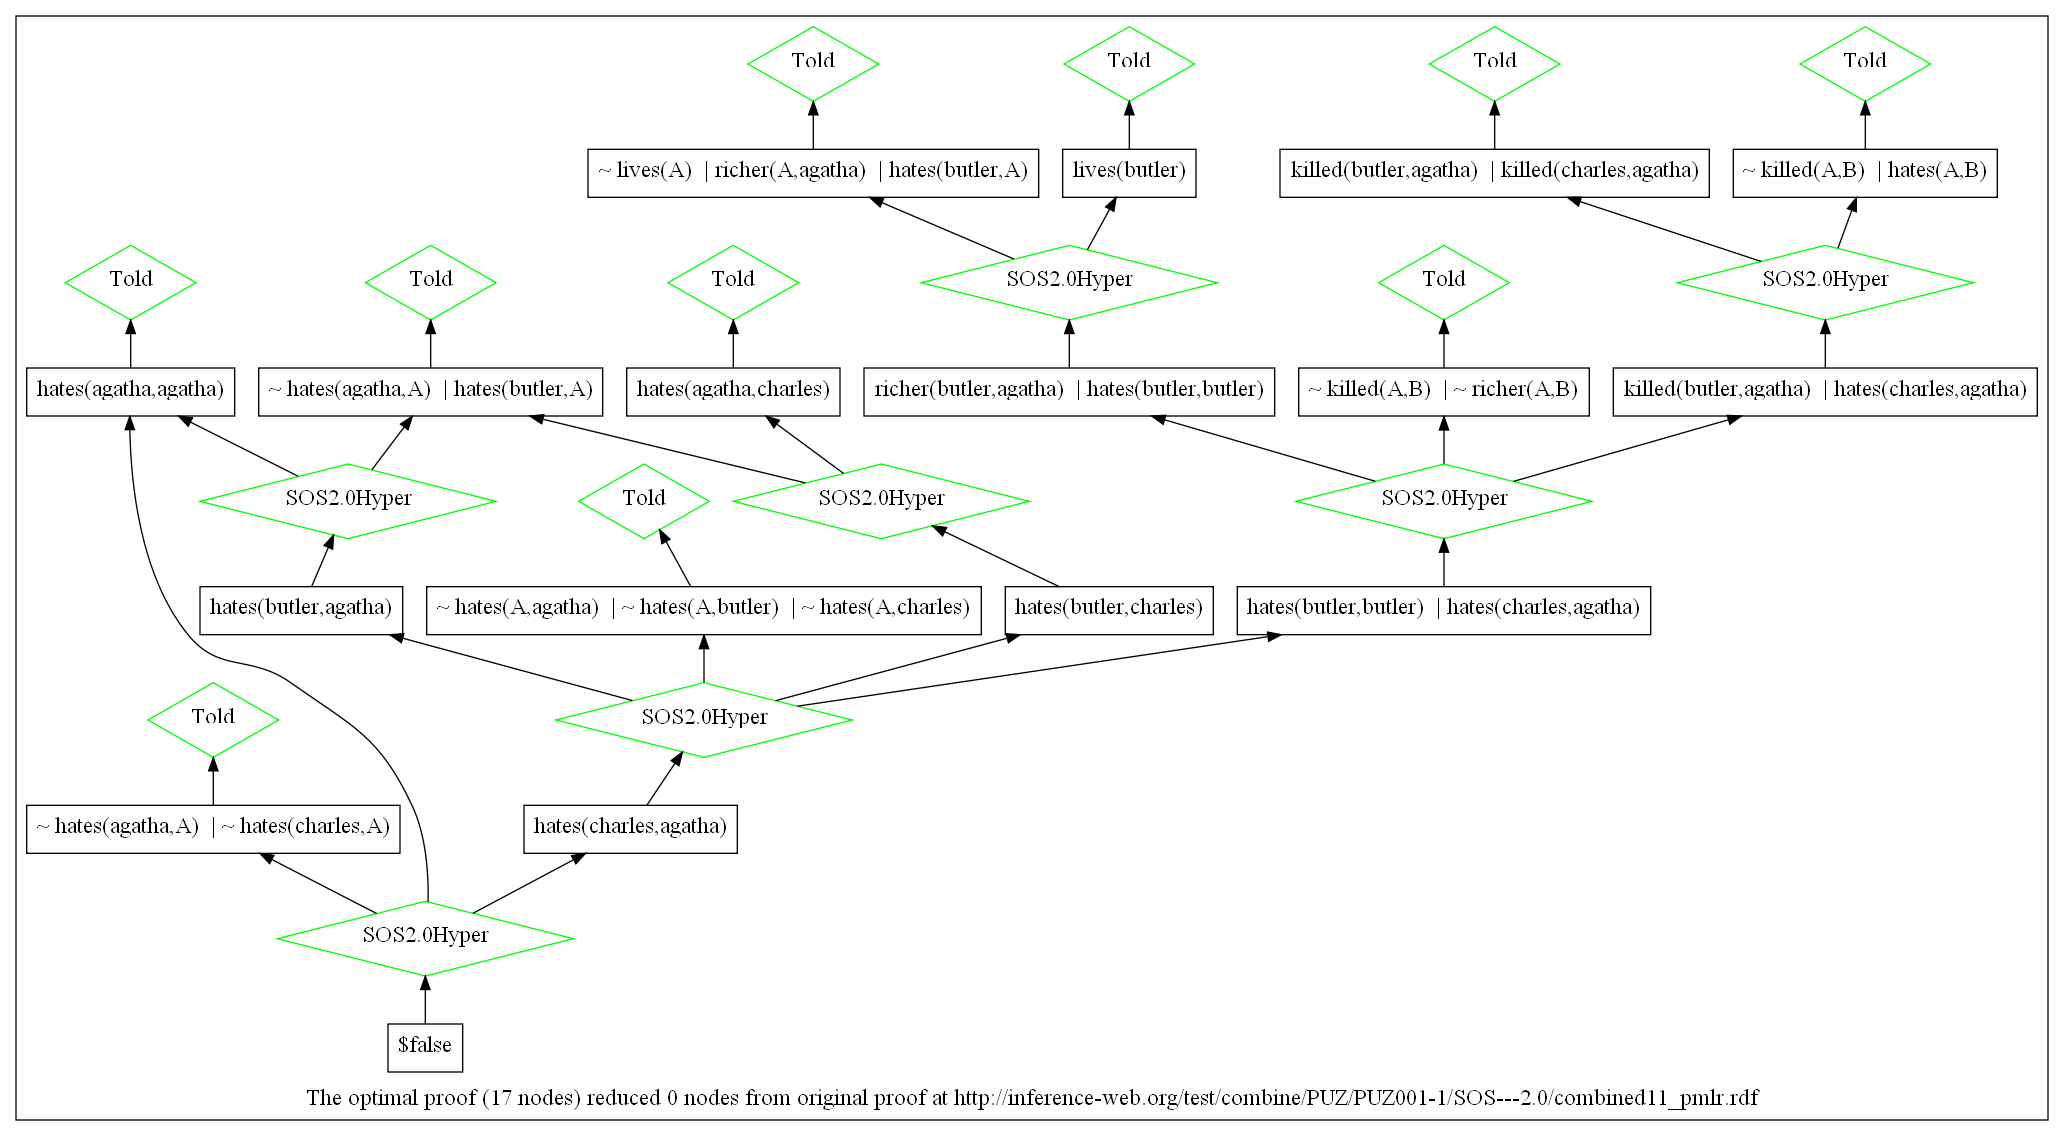 Told
Told
Told
Told
~ lives(A) | richer(A,agatha) | hates(butler,A)
lives(butler)
killed(butler,agatha) | killed(charles,agatha)
~ killed(A,B) | hates(A,B)
Told
Told
Told
SOS2.0Hyper
Told
SOS2.0Hyper
hates(agatha,agatha)
~ hates(agatha,A) | hates(butler,A)
hates(agatha,charles)
richer(butler,agatha) | hates(butler,butler)
~ killed(A,B) | ~ richer(A,B)
killed(butler,agatha) | hates(charles,agatha)
SOS2.0Hyper
Told
SOS2.0Hyper
SOS2.0Hyper
hates(butler,agatha)
~ hates(A,agatha) | ~ hates(A,butler) | ~ hates(A,charles)
hates(butler,charles)
hates(butler,butler) | hates(charles,agatha)
Told
SOS2.0Hyper
~ hates(agatha,A) | ~ hates(charles,A)
hates(charles,agatha)
SOS2.0Hyper
$false
The optimal proof (17 nodes) reduced 0 nodes from original proof at http://inference-web.org/test/combine/PUZ/PUZ001-1/SOS---2.0/combined11_pmlr.rdf